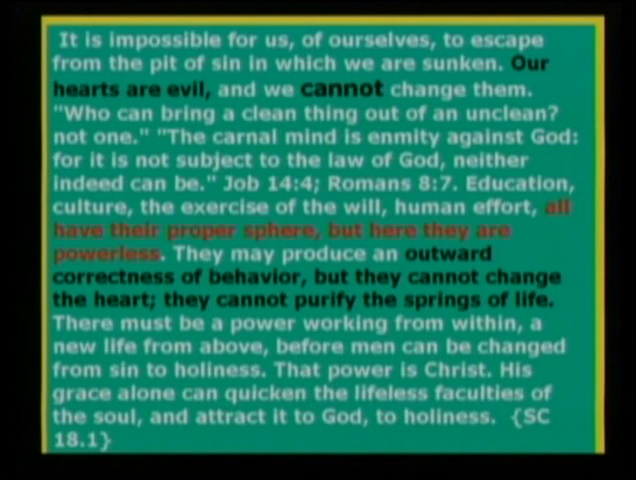 It is impossible for us, of ourselves, to escape
from the pit of sin in which we are sunken. Our
hearts are evil, and we cannot change them.
"Who can bring a clean thing out of an unclean?
not one." "The carnal mind is enmity against God:
for it is not subject to the law of God, neither
indeed can be." Job 14:4; Romans 8:7. Education,
culture, the exercise of the will, human effort, all
have their proper sphere, but here they are
powerless. They may produce an outward
correctness of behavior, but they cannot change
the heart; they cannot purify the springs of life.
There must be a power working from within, a
new life from above, before men can be changed
from sin to holiness. That power is Christ. His
grace alone can quicken the lifeless faculties of
the soul, and attract it to God, to holiness. {SC
18.1}